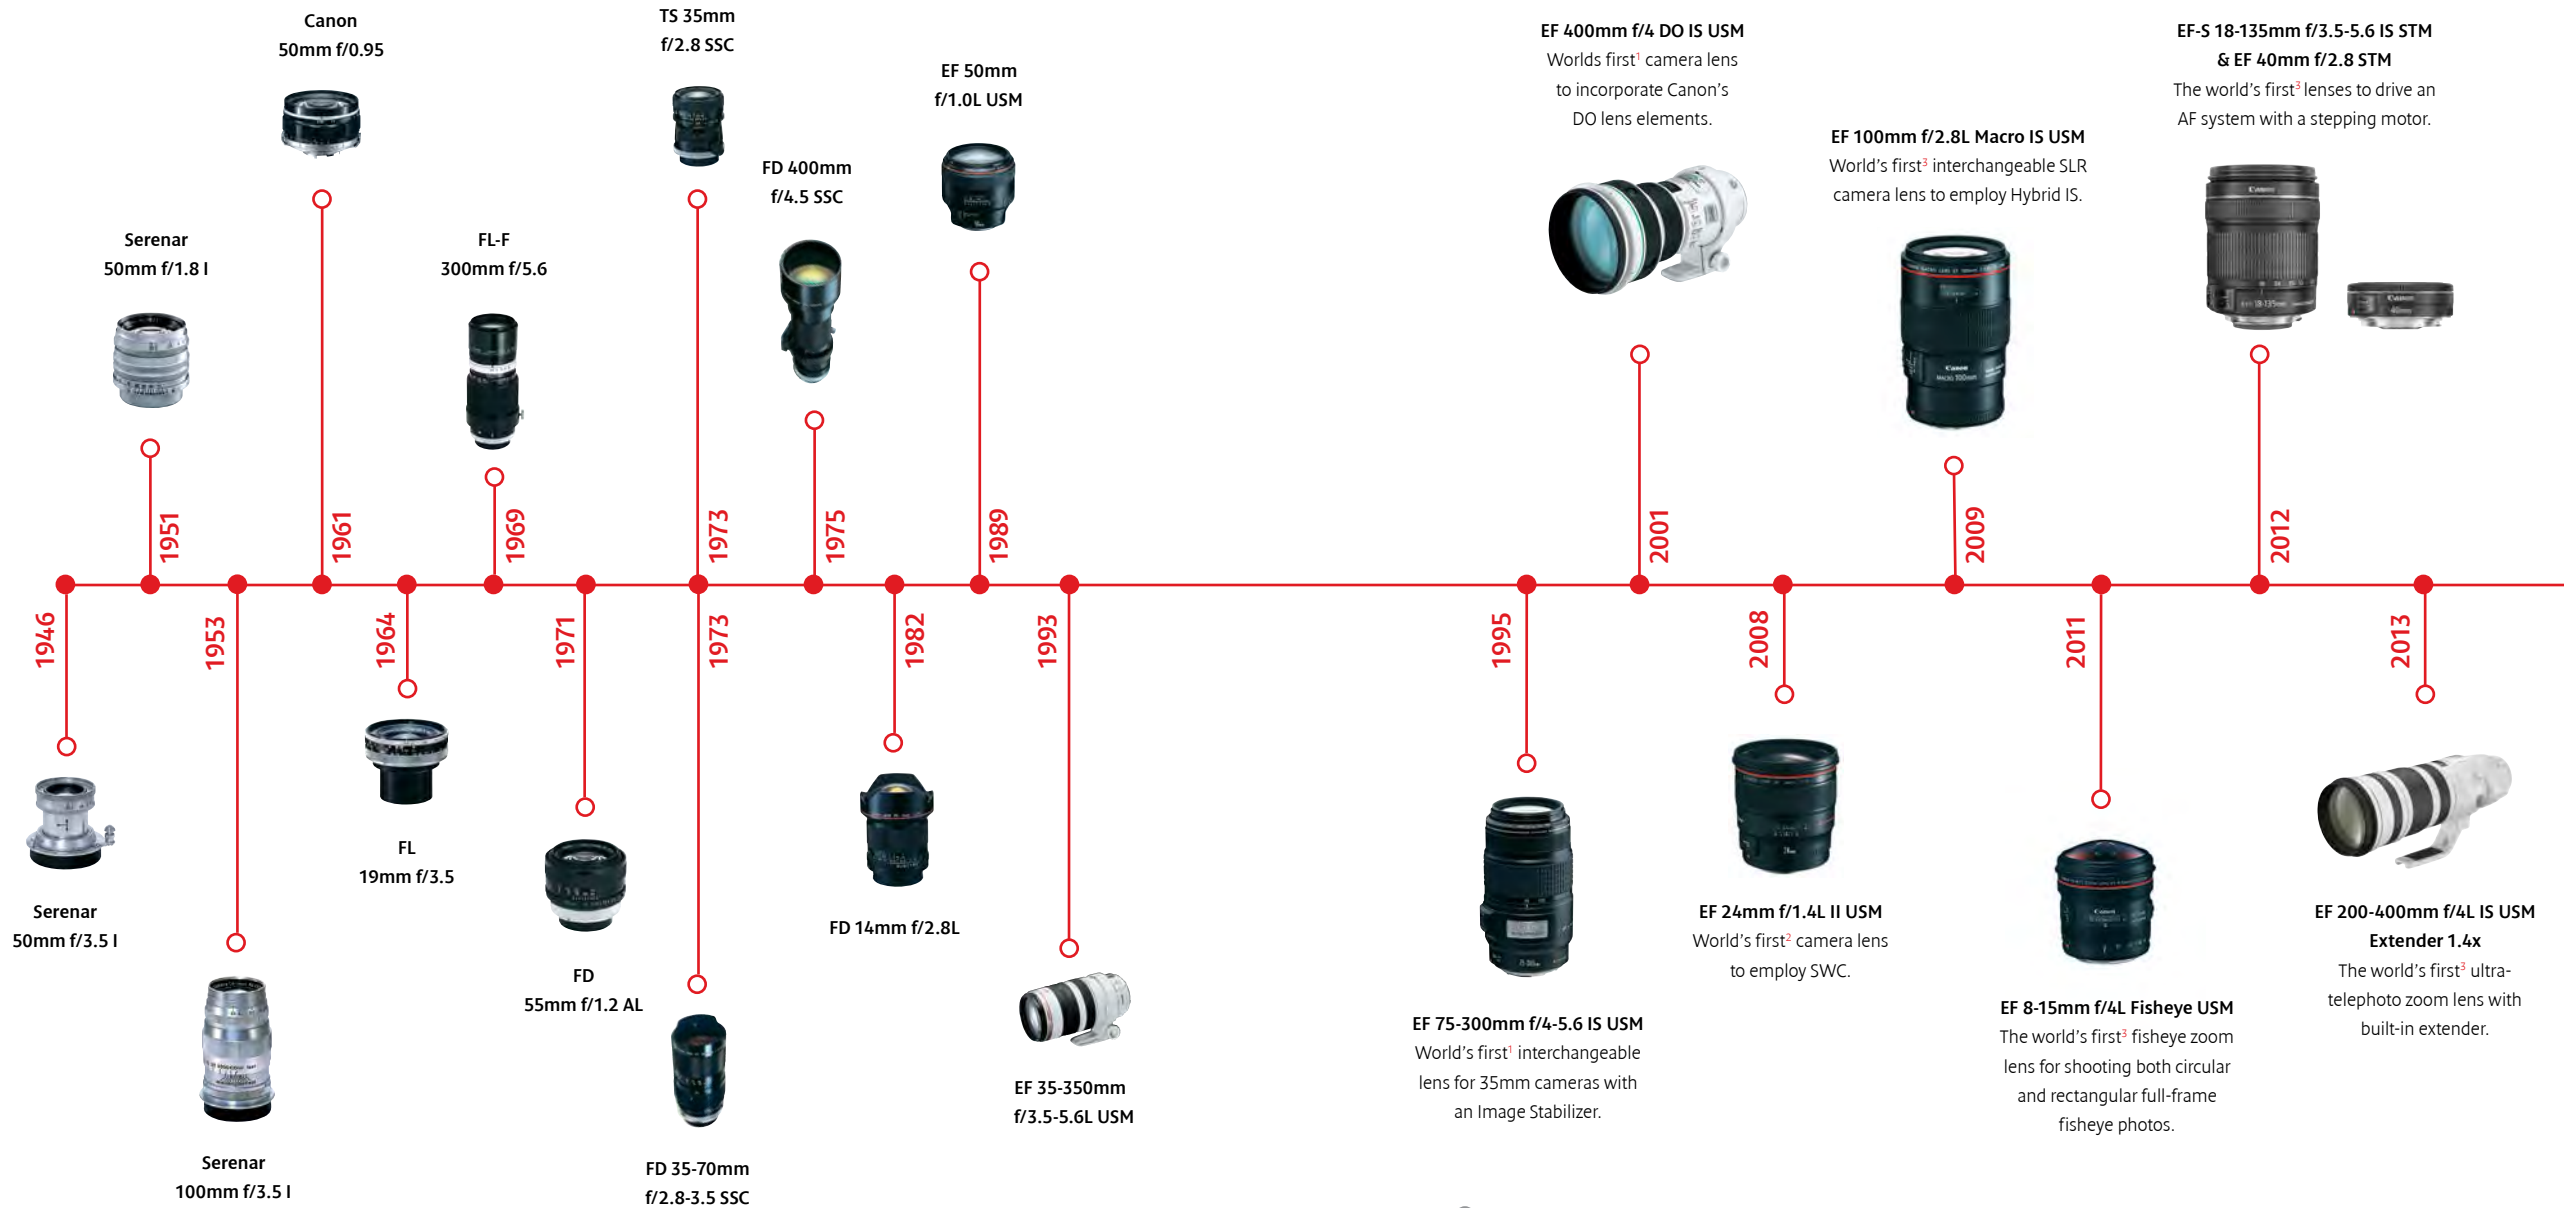 Canon
50mm f/0.95
TS 35mm
f/2.8 SSC
EF 50mm
f/1.0L USM
FD 400mm
f/4.5 SSC
Serenar
50mm f/1.8 I
FL-F
300mm f/5.6
EF 400mm f/4 DO IS USM
Worlds first1 camera lens
to incorporate Canon's
DO lens elements.
EF 100mm f/2.8L Macro IS USM
World's first3 interchangeable SLR
camera lens to employ Hybrid IS.
EF-S 18-135mm f/3.5-5.6 IS STM
& EF 40mm f/2.8 STM
The world's first3 lenses to drive an
AF system with a stepping motor.
Canon
Canon
Canon
MACRO 100mm
1951
1961
1969
1973
1975
1989
2001
2009
2012
1946
1953
1964
1971
1973
1982
1993
1995
2008
2011
2013
Serenar
50mm f/3.5 I
Serenar
100mm f/3.5 I
FL
19mm f/3.5
FD
55mm f/1.2 AL
FD 35-70mm
f/2.8-3.5 SSC
FD 14mm f/2.8L
EF 35-350mm
f/3.5-5.6L USM
EF 75-300mm f/4-5.6 IS USM
World's first1 interchangeable
lens for 35mm cameras with
an Image Stabilizer.
EF 24mm f/1.4L II USM
World's first2 camera lens
to employ SWC.
Canon
EF 8-15mm f/4L Fisheye USM
The world's first3 fisheye zoom
lens for shooting both circular
and rectangular full-frame
fisheye photos.
EF 200-400mm f/4L IS USM
Extender 1.4x
The world's first3 ultra-
telephoto zoom lens with
built-in extender.